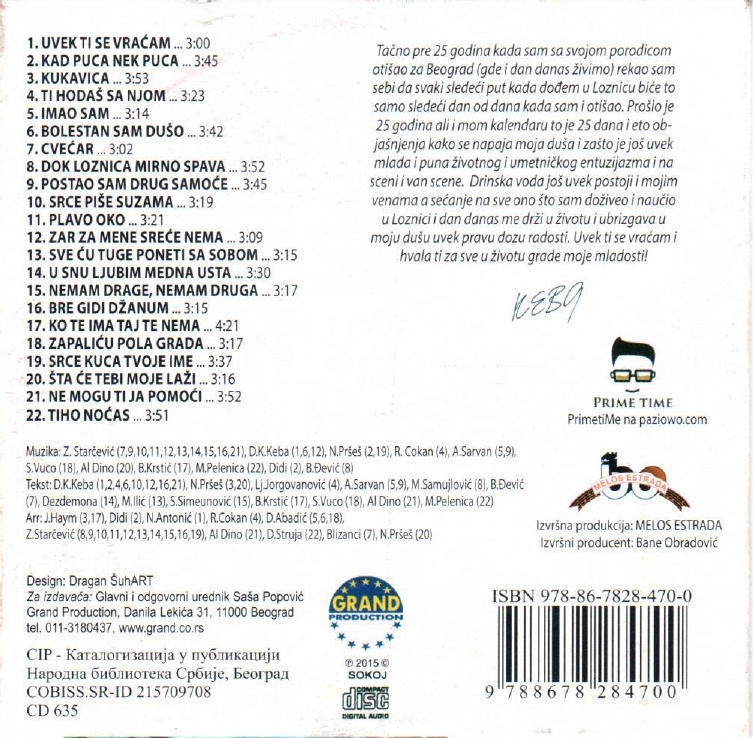 1. UVEK TI SE VRAĆAM ... 3:00
2. KAD PUCA NEK PUCA ... 3:45
3. KUKAVICA ... 3:53
4. TI HODAŠ SA NJOM ... 3:23
5. IMAO SAM ... 3:14
6. BOLESTAN SAM DUŠO ... 3:42
7. CVEĆAR ... 3:02
8. DOK LOZNICA MIRNO SPAVA ... 3:52
9. POSTAO SAM DRUG SAMOĆE ... 3:45
10. SRCE PIŠE SUZAMA ... 3:19
11. PLAVO OKO ... 3:21
12. ZAR ZA MENE SREĆE NEMA ... 3:09
13. SVE ĆU TUGE PONETI SA SOBOM ... 3:15
14. U SNU LJUBIM MEDNA USTA ... 3:30
15. NEMAM DRAGE, NEMAM DRUGA ... 3:17
16. BRE GIDI DŽANUM ... 3:15
17. KO TE IMA TAJ TE NEMA ... 4:21
18. ZAPALIĆU POLA GRADA ... 3:17
19. SRCE KUCA TVOJE IME ... 3:37
20. ŠTA ĆE TEBI MOJE LAŽI ... 3:16
21. NE MOGU TI JA POMOĆI ... 3:52
22. TIHO NOĆAS ... 3:51
Tačno pre 25 godina kada sam sa svojom porodicom
otišao za Beograd (gde i dan danas živimo) rekao sam
sebi da svaki sledeći put kada dođem u Loznicu biće to
samo sledeći dan od dana kada sam i otišao. Prošlo je
25 godina ali i mom kalendaru to je 25 dana i eto ob-
jašnjenja kako se napaja moja duša i zašto je još uvek
mlada i puna životnog i umetničkog entuzijazma i na
sceni i van scene. Drinska voda još uvek postoji i mojim
venama a sećanje na sve ono što sam doživeo i naučio
u Loznici i dan danas me drži u životu i ubrizgava u
moju dušu uvek pravu dozu radosti. Uvek ti se vraćam i
hvala ti za sve u životu grade moje mladosti!
PRIME TIME
PrimetiMe na paziowo.com
Muzika: Z. Starčević (7,9,10,11,12,13,14,15,16,21), D.K.Keba (1,6,12), N.Pršeš (2,19), R. Cokan (4), A.Sarvan (5,9),
S.Vuco (18), Al Dino (20), B.Krstić (17), M.Pelenica (22), Didi (2), B.Đević (8)
Tekst: D.K.Keba (1,2,4,6,10,12,16,21), N.Pršeš (3,20), Lj.Jorgovanović (4), A.Sarvan (5,9), M.Samujlović (8), B.Đević
(7), Dezdemona (14), M.Ilić (13), S.Simeunović (15), B.Krstić (17), S.Vuco (18), Al Dino (21), M.Pelenica (22)
Arr: J.Haym (3,17), Didi (2), N.Antonić (1), R.Cokan (4), D.Abadić (5,6,18),
Z.Starčević (8,9,10,11,12,13,14,15,16,19), Al Dino (21), D.Struja (22), Blizanci (7), N.Pršeš (20)
MELOS ESTRADA
Izvršna produkcija: MELOS ESTRADA
Izvršni producent: Bane Obradović
Design: Dragan ŠuhART
Za izdavača: Glavni i odgovorni urednik Saša Popović
Grand Production, Danila Lekića 31, 11000 Beograd
tel. 011-3180437, www.grand.co.rs
CIP - Каталогизација у публикацији
Народна библиотека Србије, Београд
COBISS.SR-ID 215709708
CD 635
GRAND
PRODUCTION
℗ 2015 ©
SOKOJ
COMPACT
disc
DIGITAL AUDIO
ISBN 978-86-7828-470-0
9 788678 284700